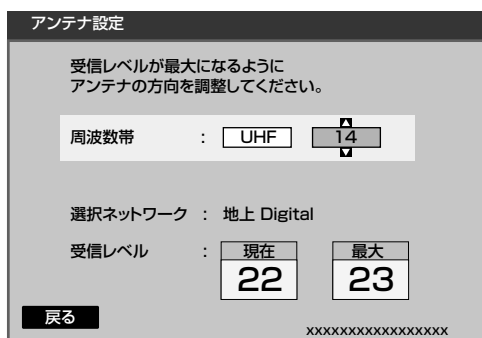 アンテナ設定
受信レベルが最大になるように
アンテナの方向を調整してください。
周波数帯 : UHF 14
選択ネットワーク : 地上 Digital
受信レベル : 現在 最大
22 23
戻る
xxxxxxxxxxxxxxxxx